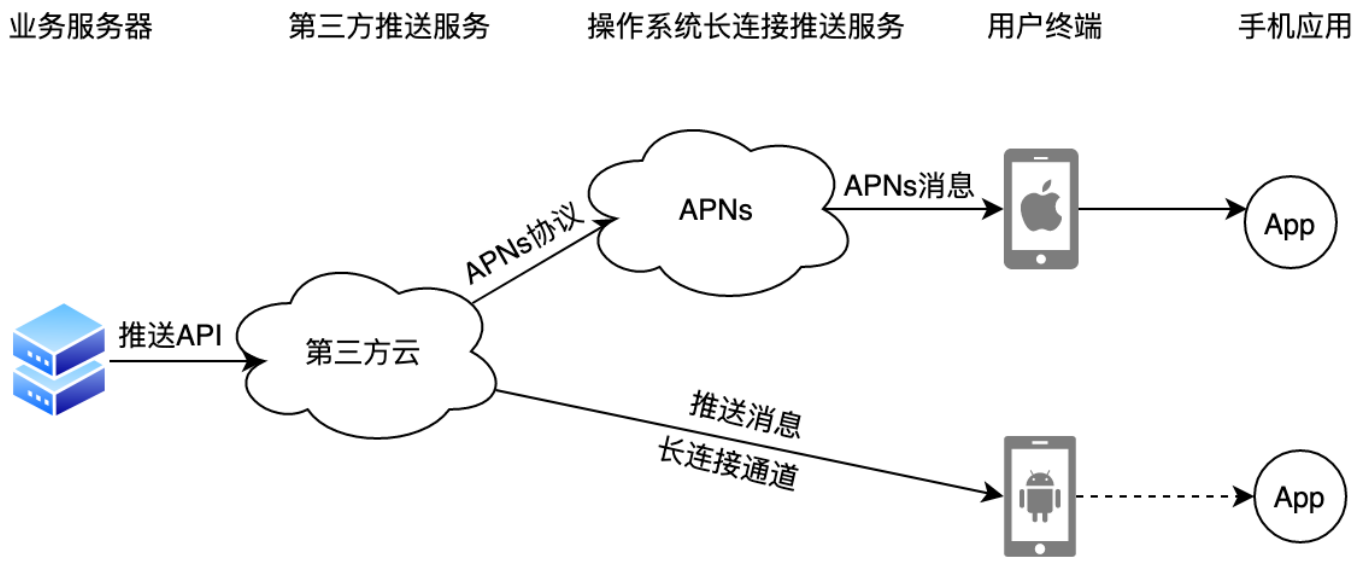 业务服务器
第三方推送服务
操作系统长连接推送服务
用户终端
手机应用
APNs消息
APNs
App
APNs协议
推送API
第三方云
推送消息
长连接通道
App